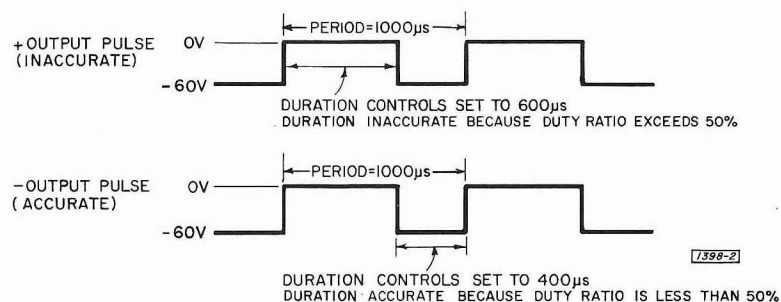 PERIOD=1000µs
+OUTPUT PULSE
(INACCURATE)
0V
-60V
DURATION CONTROLS SET TO 600µs
DURATION INACCURATE BECAUSE DUTY RATIO EXCEEDS 50%
PERIOD=1000µs
-OUTPUT PULSE
(ACCURATE)
0V
-60V
1398-2
DURATION CONTROLS SET TO 400µs
DURATION ACCURATE BECAUSE DUTY RATIO IS LESS THAN 50%